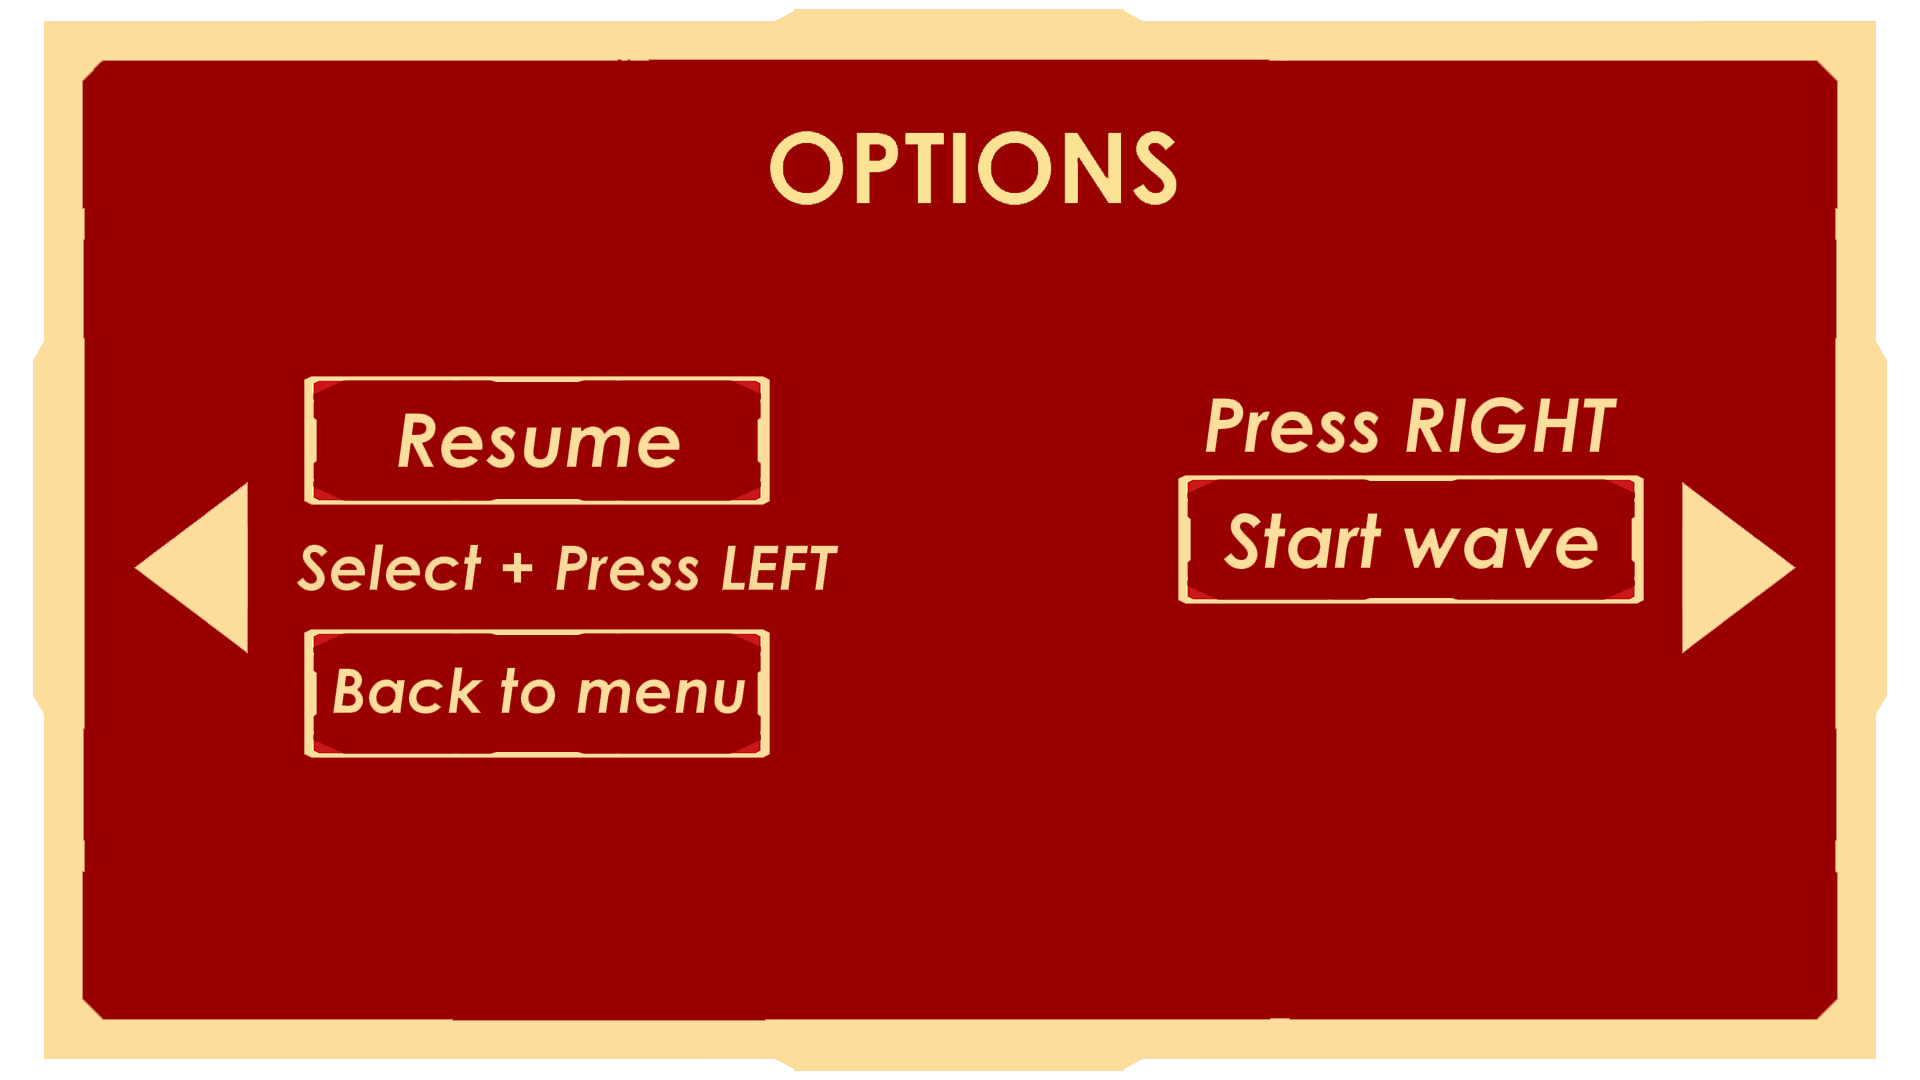 OPTIONS
Resume
Select + Press LEFT
Back to menu
Press RIGHT
Start wave